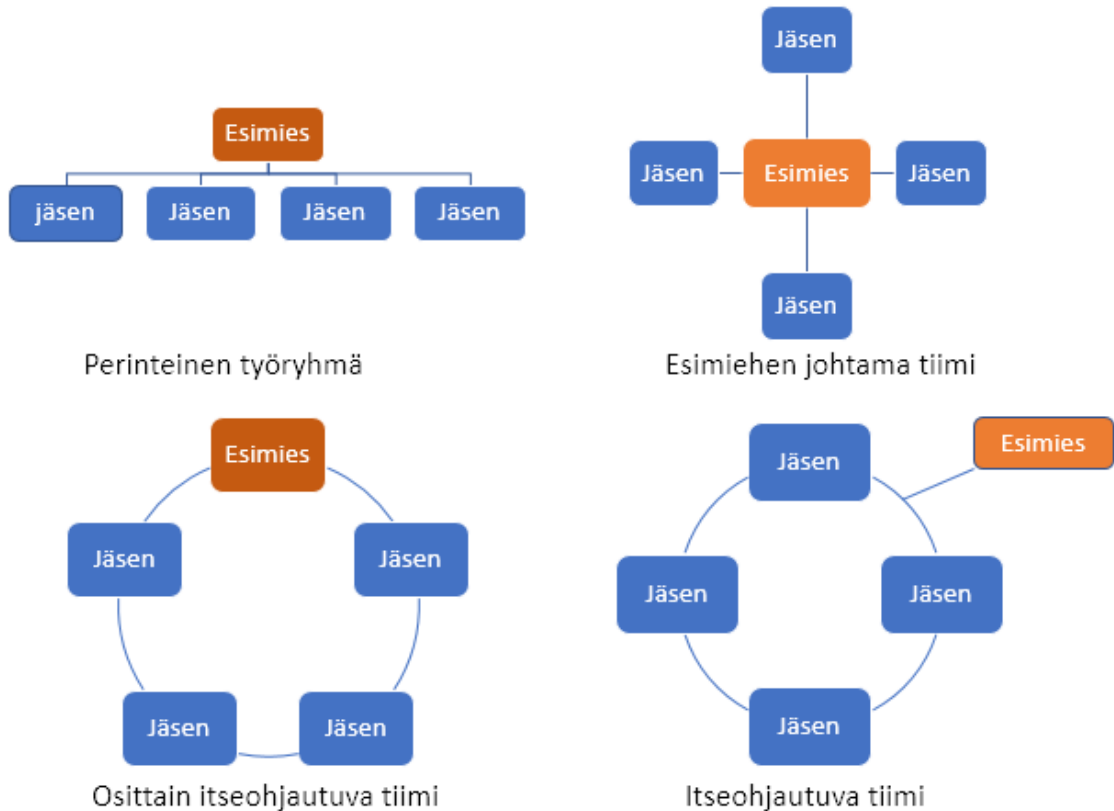 Esimies
jäsen
Jäsen
Jäsen
Jäsen
Perinteinen työryhmä
Jäsen
Jäsen
Esimies
Jäsen
Jäsen
Esimiehen johtama tiimi
Esimies
Jäsen
Jäsen
Jäsen
Jäsen
Osittain itseohjautuva tiimi
Esimies
Jäsen
Jäsen
Jäsen
Jäsen
Itseohjautuva tiimi